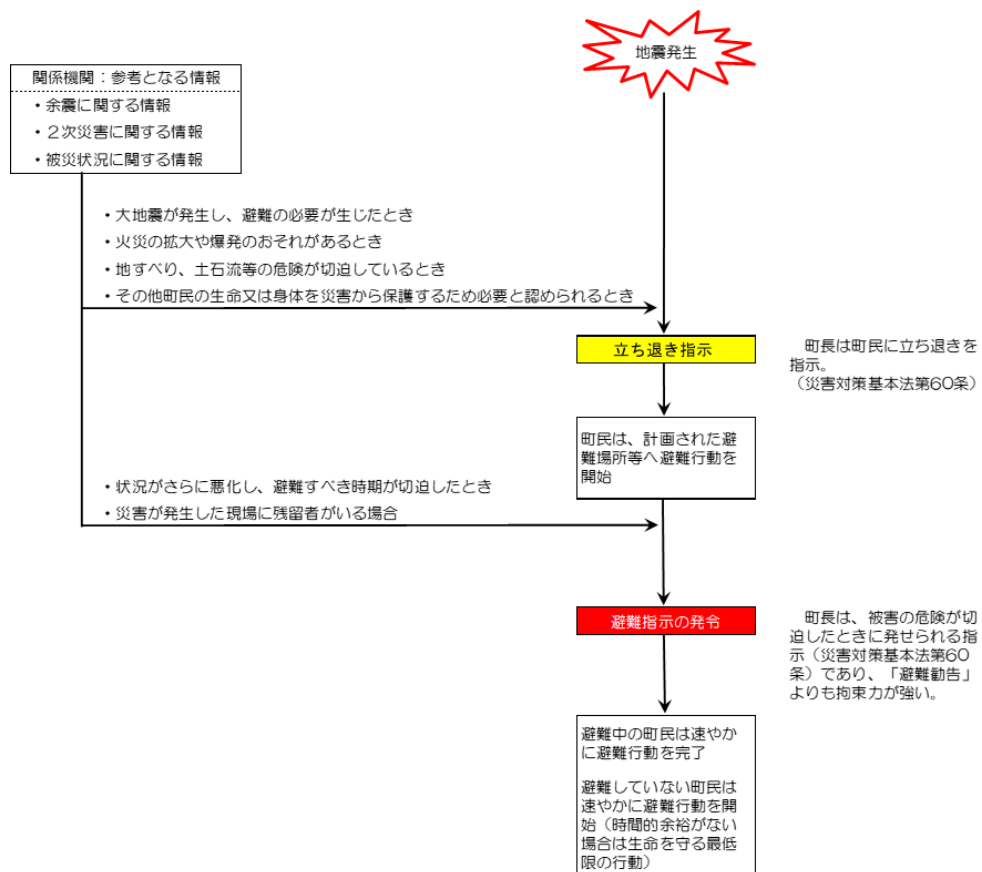 地震発生
関係機関：参考となる情報
・余震に関する情報
・２次災害に関する情報
・被災状況に関する情報
・大地震が発生し、避難の必要が生じたとき
・火災の拡大や爆発のおそれがあるとき
・地すべり、土石流等の危険が切迫しているとき
・その他町民の生命又は身体を災害から保護するため必要と認められるとき
立ち退き指示
町長は町民に立ち退きを
指示。
（災害対策基本法第60条）
町民は、計画された避
難場所等へ避難行動を
開始
・状況がさらに悪化し、避難すべき時期が切迫したとき
・災害が発生した現場に残留者がいる場合
避難指示の発令
町長は、被害の危険が切
迫したときに発せられる指
示（災害対策基本法第60
条）であり、「避難勧告」
よりも拘束力が強い。
避難中の町民は速やか
に避難行動を完了
避難していない町民は
速やかに避難行動を開
始（時間的余裕がない
場合は生命を守る最低
限の行動）